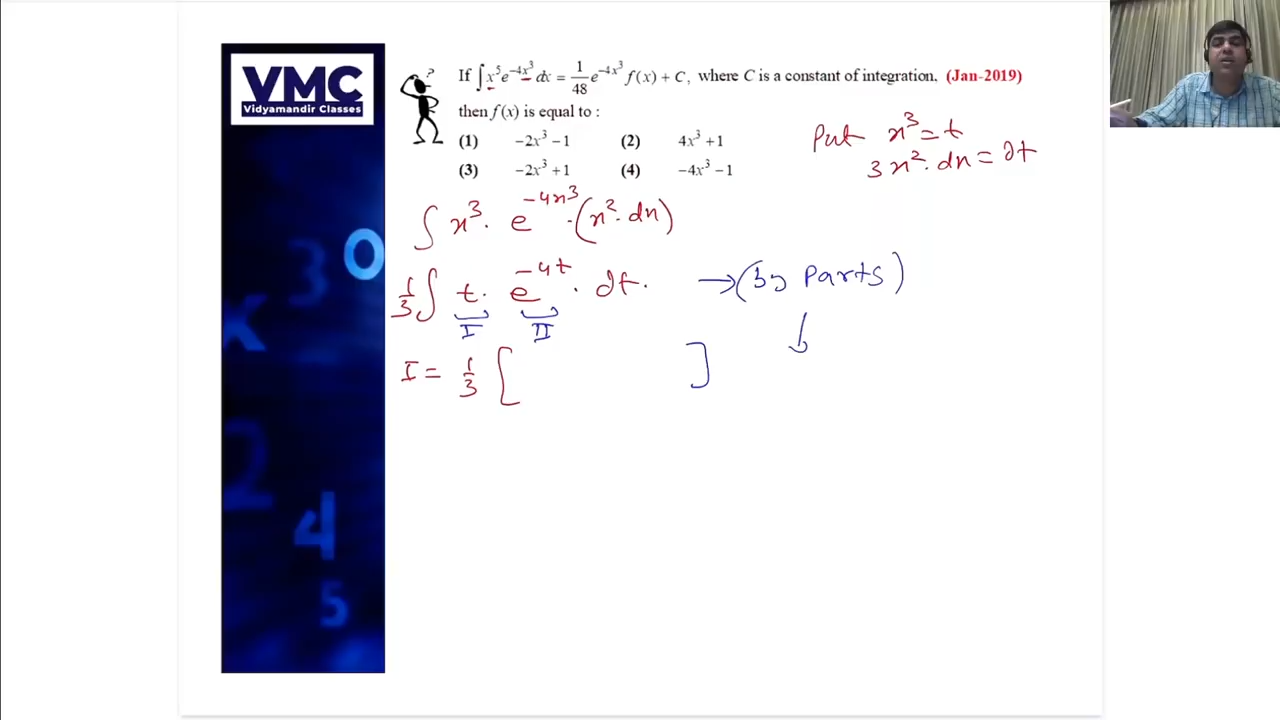 VMC
Vidyamandir Classes
If ∫x⁵e^{-4x³} dx = 1/48 e^{-4x³} f(x) + C, where C is a constant of integration. (Jan-2019)
then f(x) is equal to :
(1) -2x³ - 1 (2) 4x³ + 1
(3) -2x³ + 1 (4) -4x³ - 1
Put x³ = t
3x². dx = dt
∫ x³. e^{-4x³} . (x². dx)
1/3 ∫ t. e^{-4t} . dt. → (by parts)
I II
I = 1/3 [ ]